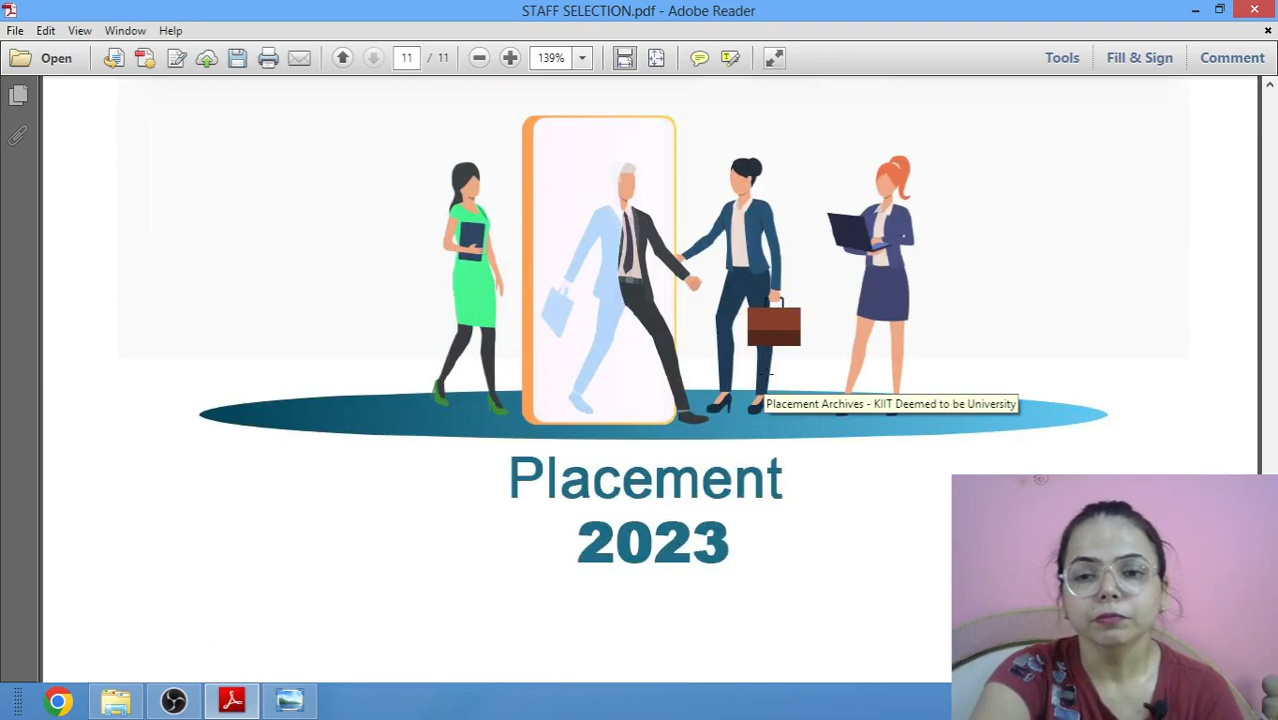 STAFF SELECTION.pdf - Adobe Reader
File Edit View Window Help
Open 11 / 11 139% Tools Fill & Sign Comment
Placement Archives - KIIT Deemed to be University
Placement
2023